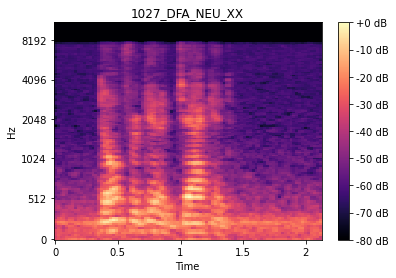 1027_DFA_NEU_XX
+0 dB
8192
-10 dB
4096
-20 dB
-30 dB
2048
Hz
-40 dB
1024
-50 dB
512
-60 dB
-70 dB
0
-80 dB
0 0.5 1 1.5 2
Time